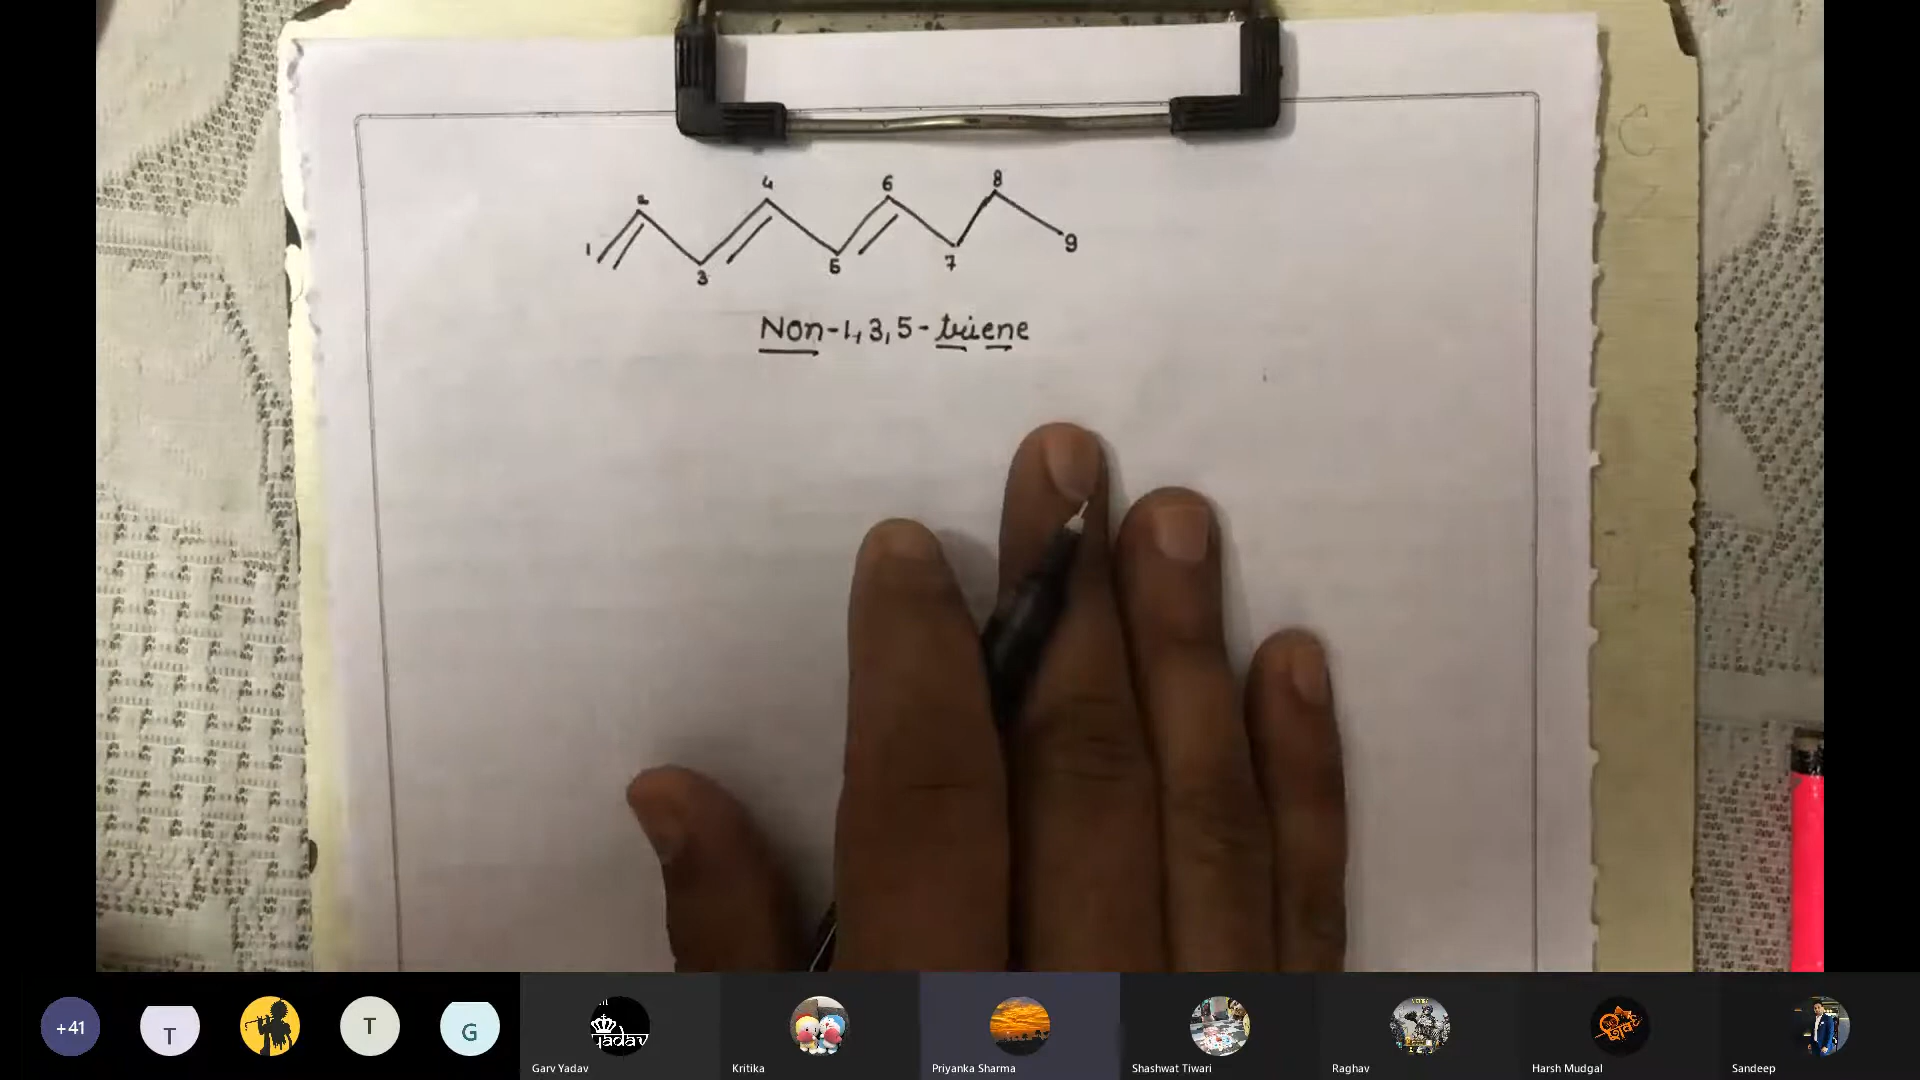 2
4
6
8
1
3
5
7
9
Non-1,3,5-triene
+41
T
T
G
yadav
Garv Yadav
Kritika
Priyanka Sharma
Shashwat Tiwari
Raghav
Harsh Mudgal
Sandeep